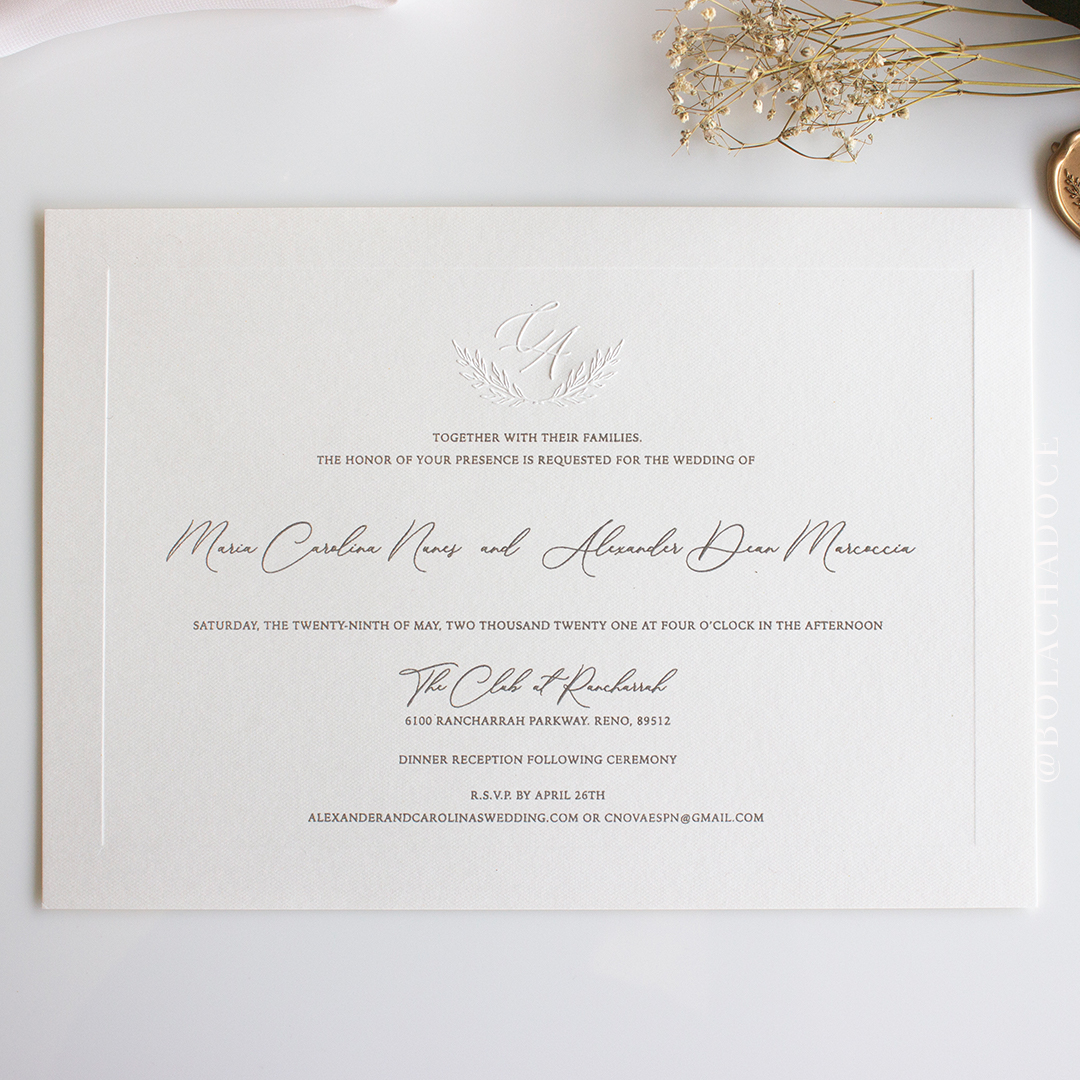 CA
TOGETHER WITH THEIR FAMILIES.
THE HONOR OF YOUR PRESENCE IS REQUESTED FOR THE WEDDING OF
Maria Carolina Nunes and Alexander Dean Marcoccia
SATURDAY, THE TWENTY-NINTH OF MAY, TWO THOUSAND TWENTY ONE AT FOUR O’CLOCK IN THE AFTERNOON
The Club at Rancharrah
6100 RANCHARRAH PARKWAY. RENO, 89512
DINNER RECEPTION FOLLOWING CEREMONY
R.S.V.P. BY APRIL 26TH
ALEXANDERANDCAROLINASWEDDING.COM OR CNOVAESPN@GMAIL.COM
@BOLACHADOCE